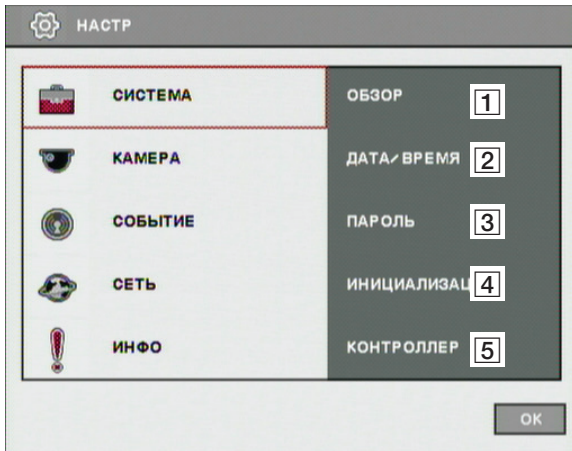 НАСТР
СИСТЕМА ОБЗОР 1
КАМЕРА ДАТА/ВРЕМЯ 2
СОБЫТИЕ ПАРОЛЬ 3
СЕТЬ ИНИЦИАЛИЗАЦ 4
ИНФО КОНТРОЛЛЕР 5
OK